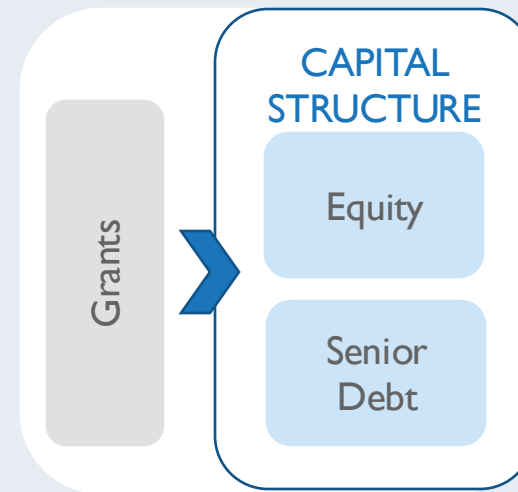 CAPITAL
STRUCTURE
Grants
Equity
Senior
Debt